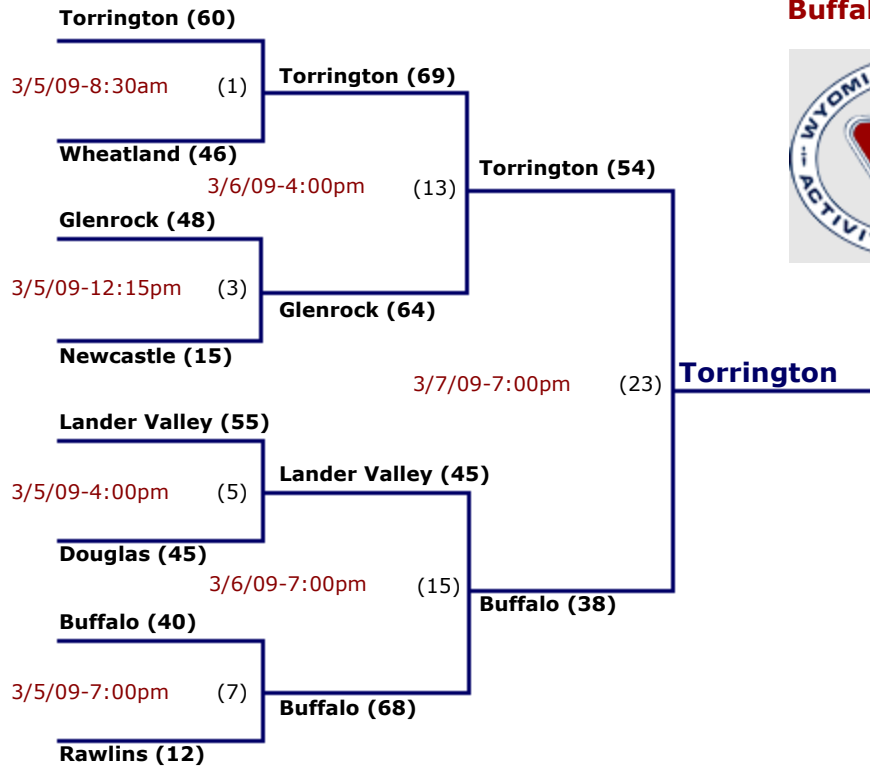 Torrington (60)
3/5/09-8:30am (1)
Wheatland (46)
Torrington (69)
3/6/09-4:00pm (13)
Glenrock (48)
3/5/09-12:15pm (3)
Newcastle (15)
Glenrock (64)
Torrington (54)
3/7/09-7:00pm (23)
Torrington
Lander Valley (55)
3/5/09-4:00pm (5)
Douglas (45)
Lander Valley (45)
3/6/09-7:00pm (15)
Buffalo (40)
3/5/09-7:00pm (7)
Rawlins (12)
Buffalo (68)
Buffalo (38)